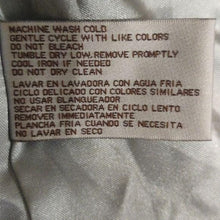 MACHINE WASH COLD
GENTLE CYCLE WITH LIKE COLORS
DO NOT BLEACH
TUMBLE DRY LOW. REMOVE PROMPTLY
COOL IRON IF NEEDED
DO NOT DRY CLEAN
LAVAR EN LAVADORA CON AGUA FRIA
CICLO DELICADO CON COLORES SIMILARES
NO USAR BLANQUEADOR
SECAR EN SECADORA EN CICLO LENTO
REMOVER IMMEDIATAMENTE
PLANCHA FRIA CUANDO SE NECESITA
NO LAVAR EN SECO